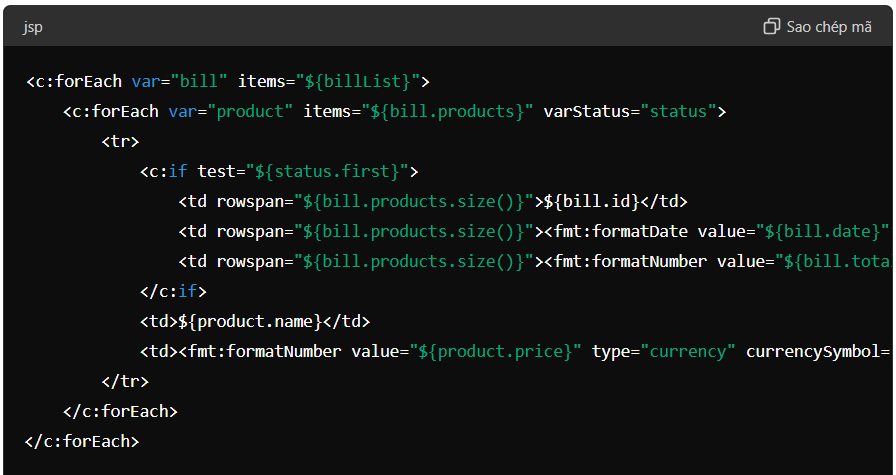 jsp
Sao chép mã
<c:forEach var="bill" items="${billList}">
    <c:forEach var="product" items="${bill.products}" varStatus="status">
        <tr>
            <c:if test="${status.first}">
                <td rowspan="${bill.products.size()}">${bill.id}</td>
                <td rowspan="${bill.products.size()}"><fmt:formatDate value="${bill.date}"
                <td rowspan="${bill.products.size()}"><fmt:formatNumber value="${bill.tota
            </c:if>
            <td>${product.name}</td>
            <td><fmt:formatNumber value="${product.price}" type="currency" currencySymbol=
        </tr>
    </c:forEach>
</c:forEach>